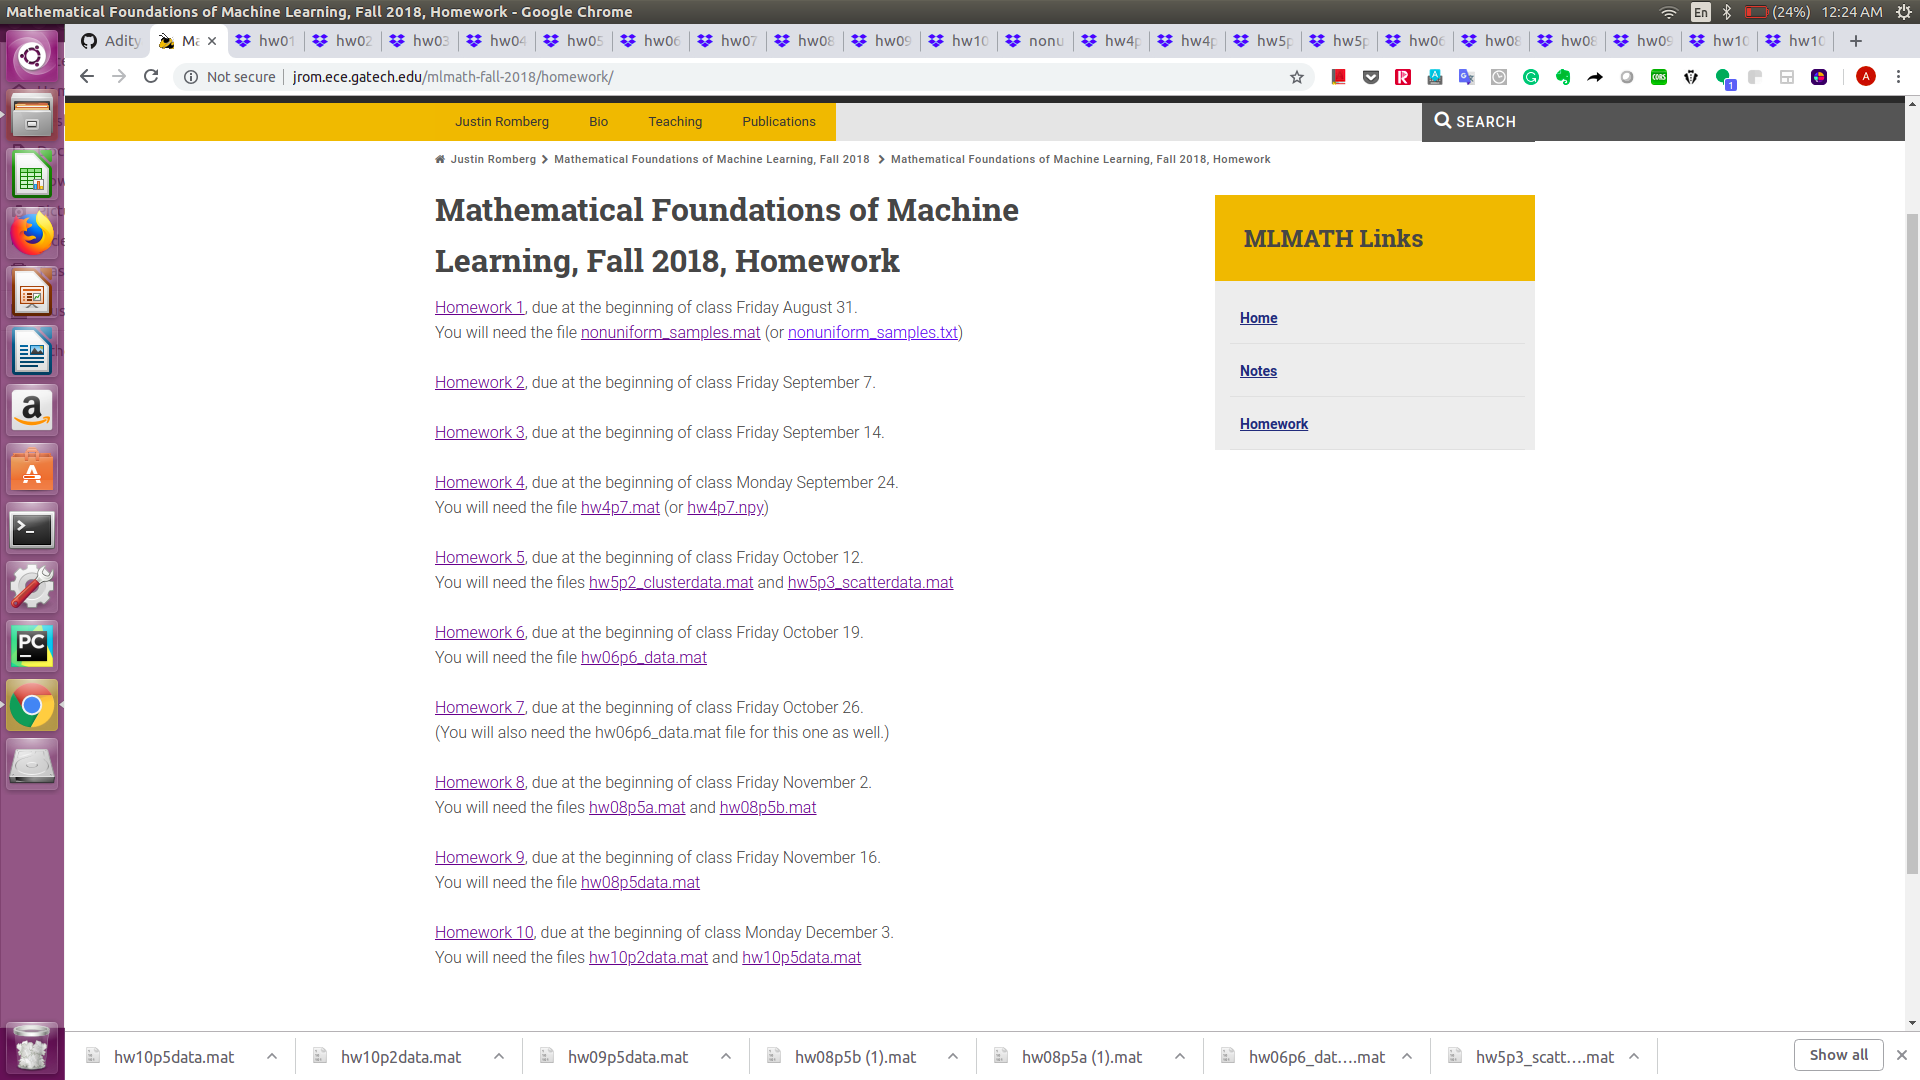 Mathematical Foundations of Machine Learning, Fall 2018, Homework - Google Chrome
En (24%) 12:24 AM
Adity Ma hw01 hw02 hw03 hw04 hw05 hw06 hw07 hw08 hw09 hw10 nonu hw4p hw4p hw5p hw5p hw06 hw08 hw08 hw09 hw10 hw10
Not secure jrom.ece.gatech.edu/mlmath-fall-2018/homework/
Justin Romberg Bio Teaching Publications SEARCH
Justin Romberg Mathematical Foundations of Machine Learning, Fall 2018 Mathematical Foundations of Machine Learning, Fall 2018, Homework
Mathematical Foundations of Machine
Learning, Fall 2018, Homework
Homework 1, due at the beginning of class Friday August 31.
You will need the file nonuniform_samples.mat (or nonuniform_samples.txt)
Homework 2, due at the beginning of class Friday September 7.
Homework 3, due at the beginning of class Friday September 14.
Homework 4, due at the beginning of class Monday September 24.
You will need the file hw4p7.mat (or hw4p7.npy)
Homework 5, due at the beginning of class Friday October 12.
You will need the files hw5p2_clusterdata.mat and hw5p3_scatterdata.mat
Homework 6, due at the beginning of class Friday October 19.
You will need the file hw06p6_data.mat
Homework 7, due at the beginning of class Friday October 26.
(You will also need the hw06p6_data.mat file for this one as well.)
Homework 8, due at the beginning of class Friday November 2.
You will need the files hw08p5a.mat and hw08p5b.mat
Homework 9, due at the beginning of class Friday November 16.
You will need the file hw08p5data.mat
Homework 10, due at the beginning of class Monday December 3.
You will need the files hw10p2data.mat and hw10p5data.mat
MLMATH Links
Home
Notes
Homework
hw10p5data.mat hw10p2data.mat hw09p5data.mat hw08p5b (1).mat hw08p5a (1).mat hw06p6_dat....mat hw5p3_scatt....mat Show all